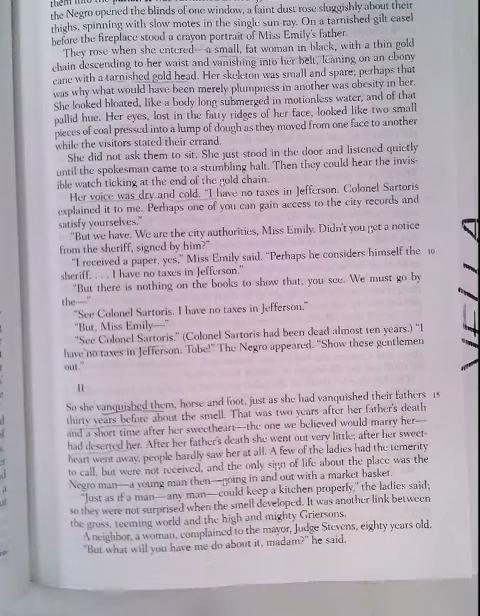 the Negro opened the blinds of one window, a faint dust rose sluggishly about their
thighs, spinning with slow motes in the single sun-ray. On a tarnished gilt easel
before the fireplace stood a crayon portrait of Miss Emily's father.
They rose when she entered—a small, fat woman in black, with a thin gold
chain descending to her waist and vanishing into her belt, leaning on an ebony
cane with a tarnished gold head. Her skeleton was small and spare; perhaps that
was why what would have been merely plumpness in another was obesity in her.
She looked bloated, like a body long submerged in motionless water, and of that
pallid hue. Her eyes, lost in the fatty ridges of her face, looked like two small
pieces of coal pressed into a lump of dough as they moved from one face to another
while the visitors stated their errand.
She did not ask them to sit. She just stood in the door and listened quietly
until the spokesman came to a stumbling halt. Then they could hear the invis-
ible watch ticking at the end of the gold chain.
Her voice was dry and cold. "I have no taxes in Jefferson. Colonel Sartoris
explained it to me. Perhaps one of you can gain access to the city records and
satisfy yourselves."
"But we have. We are the city authorities, Miss Emily. Didn't you get a notice
from the sheriff, signed by him?"
"I received a paper, yes," Miss Emily said. "Perhaps he considers himself the 10
sheriff. . . . I have no taxes in Jefferson."
"But there is nothing on the books to show that, you see. We must go by
the—"
"See Colonel Sartoris. I have no taxes in Jefferson."
"But, Miss Emily—"
"See Colonel Sartoris." (Colonel Sartoris had been dead almost ten years.) "I
have no taxes in Jefferson. Tobe!" The Negro appeared. "Show these gentlemen
out."
II
So she vanquished them, horse and foot, just as she had vanquished their fathers 15
thirty years before about the smell. That was two years after her father's death
and a short time after her sweetheart—the one we believed would marry her—
had deserted her. After her father's death she went out very little; after her sweet-
heart went away, people hardly saw her at all. A few of the ladies had the temerity
to call, but were not received, and the only sign of life about the place was the
Negro man—a young man then—going in and out with a market basket.
"Just as if a man—any man—could keep a kitchen properly," the ladies said;
so they were not surprised when the smell developed. It was another link between
the gross, teeming world and the high and mighty Griersons.
A neighbor, a woman, complained to the mayor, Judge Stevens, eighty years old.
"But what will you have me do about it, madam?" he said.